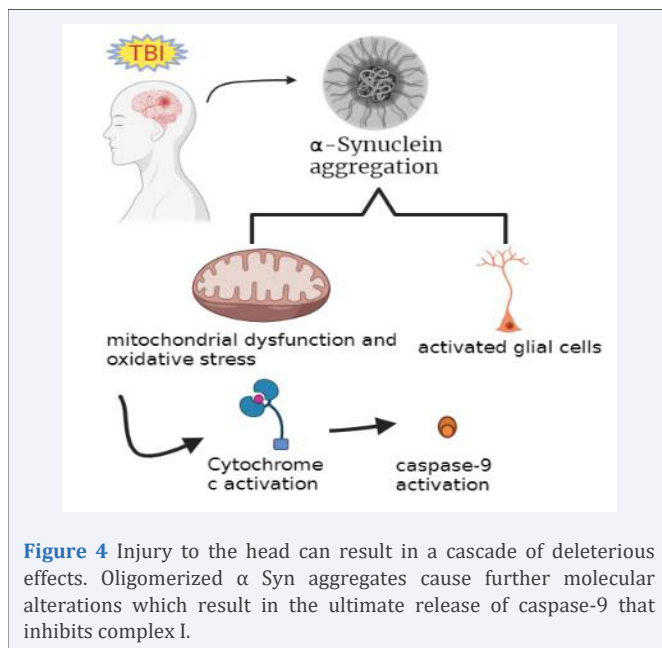 TBI
α-Synuclein
aggregation
mitochondrial dysfunction and
oxidative stress
activated glial cells
Cytochrome
c activation
caspase-9
activation
Figure 4 Injury to the head can result in a cascade of deleterious
effects. Oligomerized α Syn aggregates cause further molecular
alterations which result in the ultimate release of caspase-9 that
inhibits complex I.